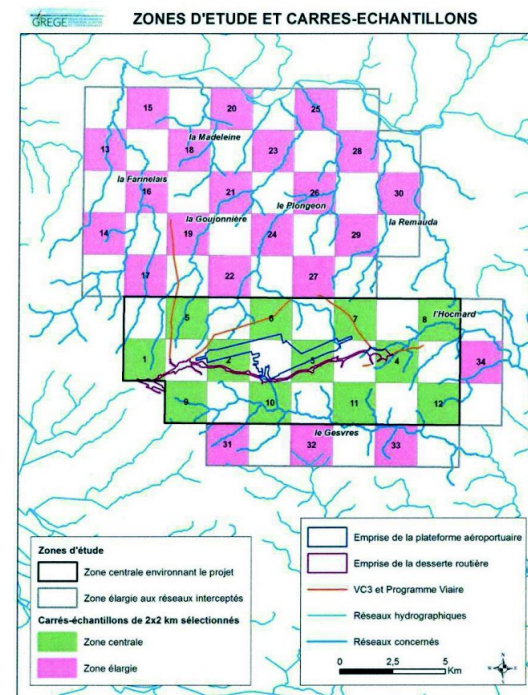 GREGE
ZONES D'ETUDE ET CARRES-ECHANTILLONS
15
20
25
la Madeleine
13
18
23
28
la Farinelais
16
21
26
30
le Plongeon
la Goujonnière
la Remauda
14
19
24
29
17
22
27
5
6
7
8
l'Hocmard
1
2
3
4
34
9
10
11
12
le Gesvres
31
32
33
Zones d'étude
Zone centrale environnant le projet
Zone élargie aux réseaux interceptés
Carrés-échantillons de 2x2 km sélectionnés
Zone centrale
Zone élargie
Emprise de la plateforme aéroportuaire
Emprise de la desserte routière
VC3 et Programme Viaire
Réseaux hydrographiques
Réseaux concernés
0 2,5 5
Km
N